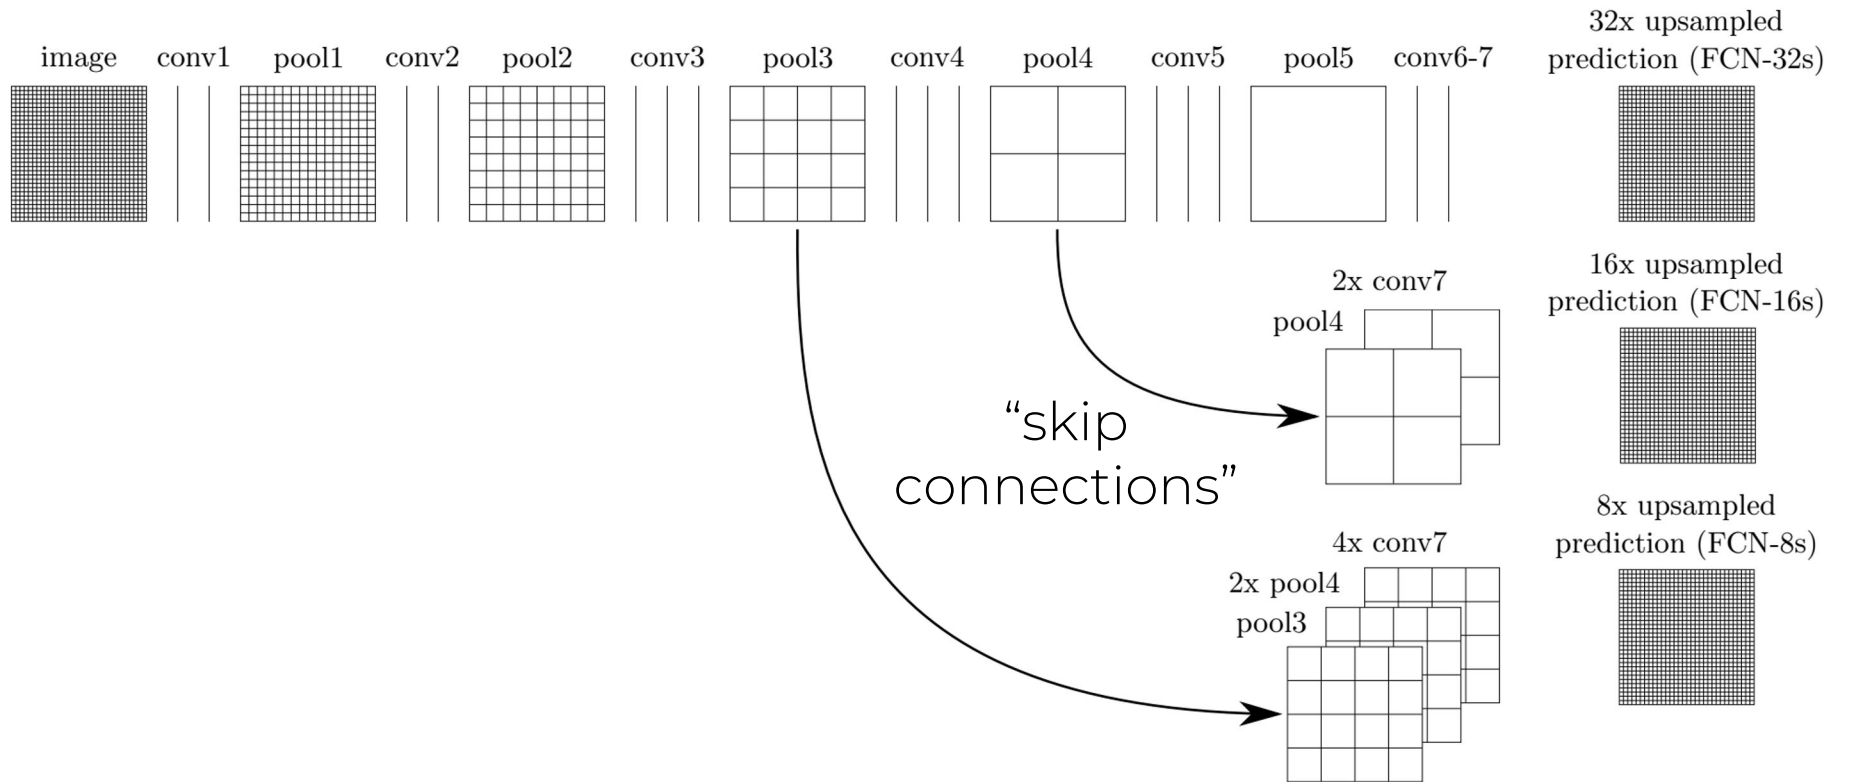 image
conv1
pool1
conv2
pool2
conv3
pool3
conv4
pool4
conv5
pool5
conv6-7
32x upsampled
prediction (FCN-32s)
16x upsampled
prediction (FCN-16s)
2x conv7
pool4
“skip
connections”
8x upsampled
prediction (FCN-8s)
4x conv7
2x pool4
pool3